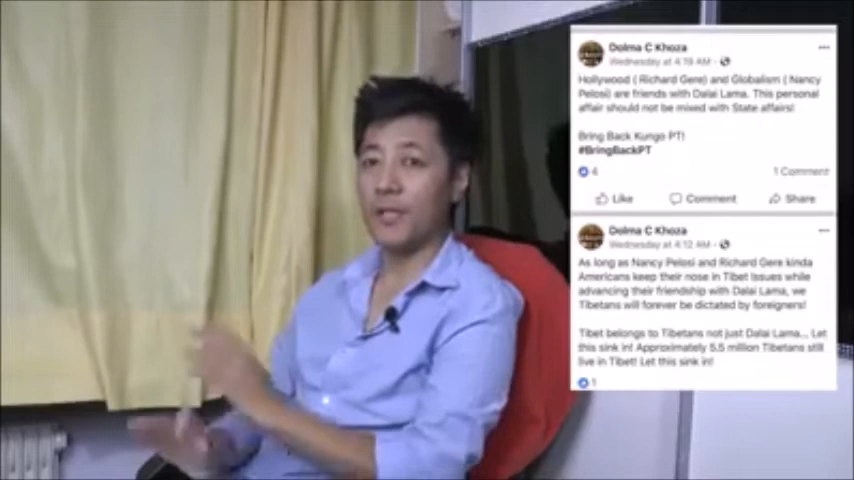 Dolma C Khoza
Wednesday at 4:19 AM ·
Hollywood ( Richard Gere) and Globalism ( Nancy
Pelosi) are friends with Dalai Lama. This personal
affair should not be mixed with State affairs!
Bring Back Kungo PT!
#BringBackPT
4
1 Comment
Like Comment Share
Dolma C Khoza
Wednesday at 4:12 AM ·
As long as Nancy Pelosi and Richard Gere kinda
Americans keep their nose in Tibet Issues while
advancing their friendship with Dalai Lama, we
Tibetans will forever be dictated by foreigners!
Tibet belongs to Tibetans not just Dalai Lama... Let
this sink in! Approximately 5.5 million Tibetans still
live in Tibet! Let this sink in!
1